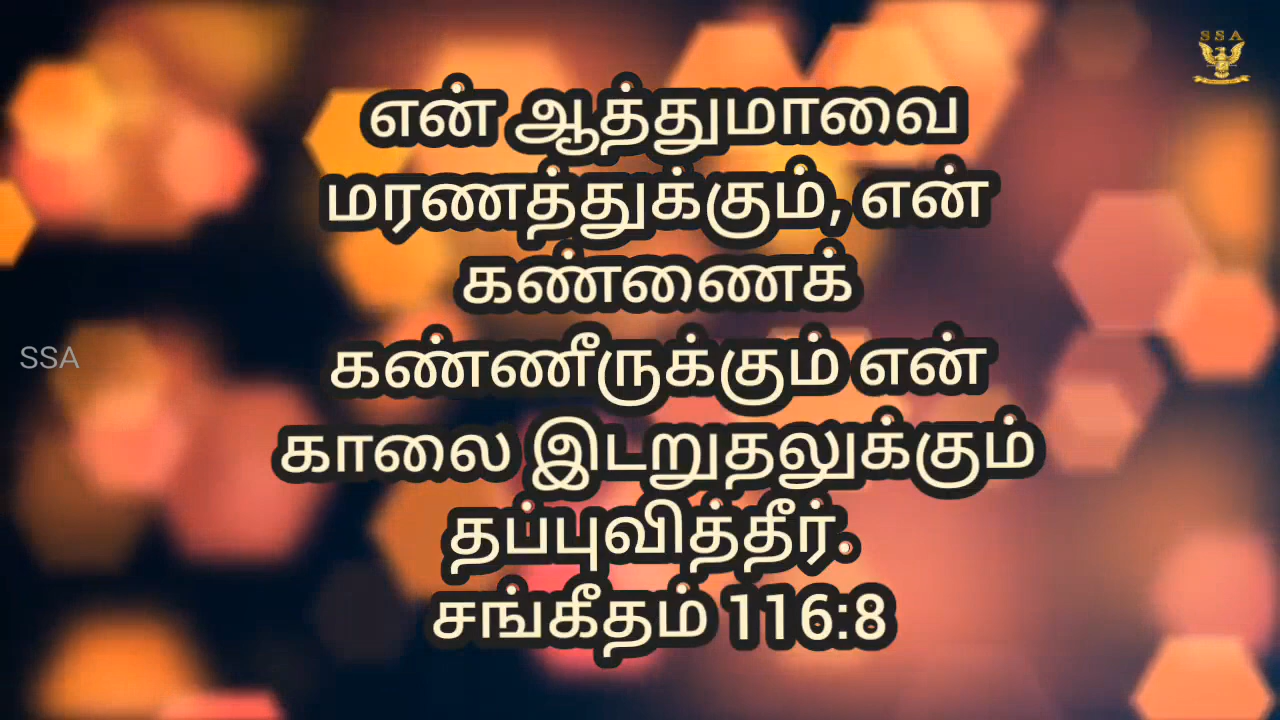 SSA
என் ஆத்துமாவை
மரணத்துக்கும், என்
கண்ணைக்
கண்ணீருக்கும் என்
காலை இடறுதலுக்கும்
தப்புவித்தீர்.
சங்கீதம் 116:8
SSA